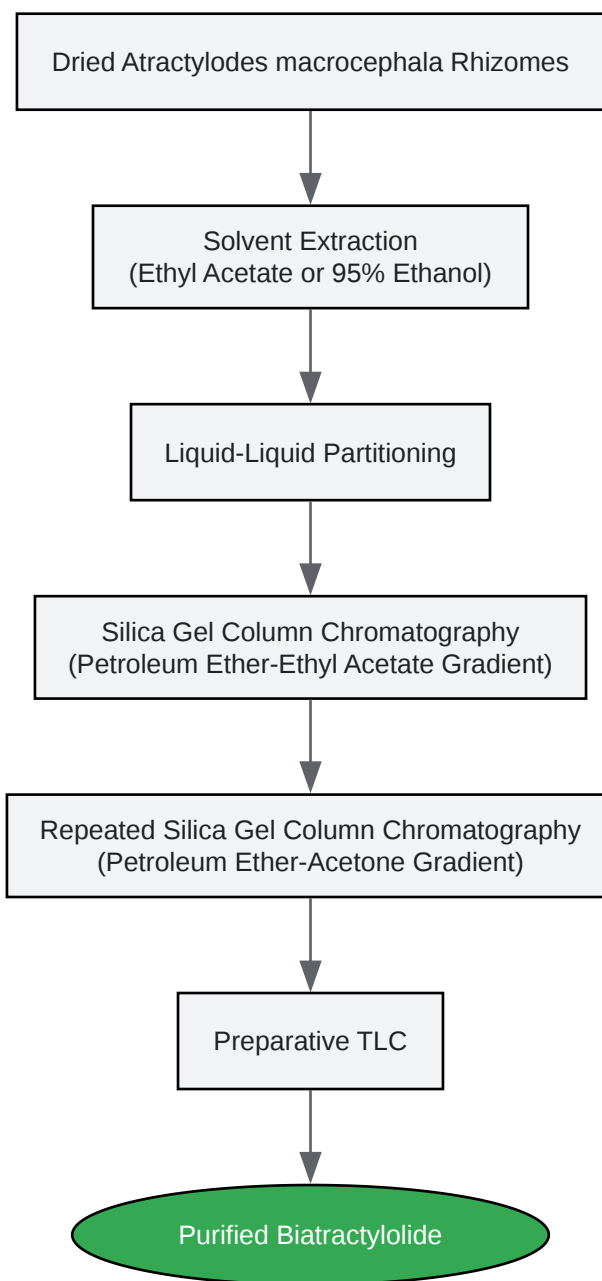 Dried Atractylodes macrocephala Rhizomes
Solvent Extraction
(Ethyl Acetate or 95% Ethanol)
Liquid-Liquid Partitioning
Silica Gel Column Chromatography
(Petroleum Ether-Ethyl Acetate Gradient)
Repeated Silica Gel Column Chromatography
(Petroleum Ether-Acetone Gradient)
Preparative TLC
Purified Biatractylolide